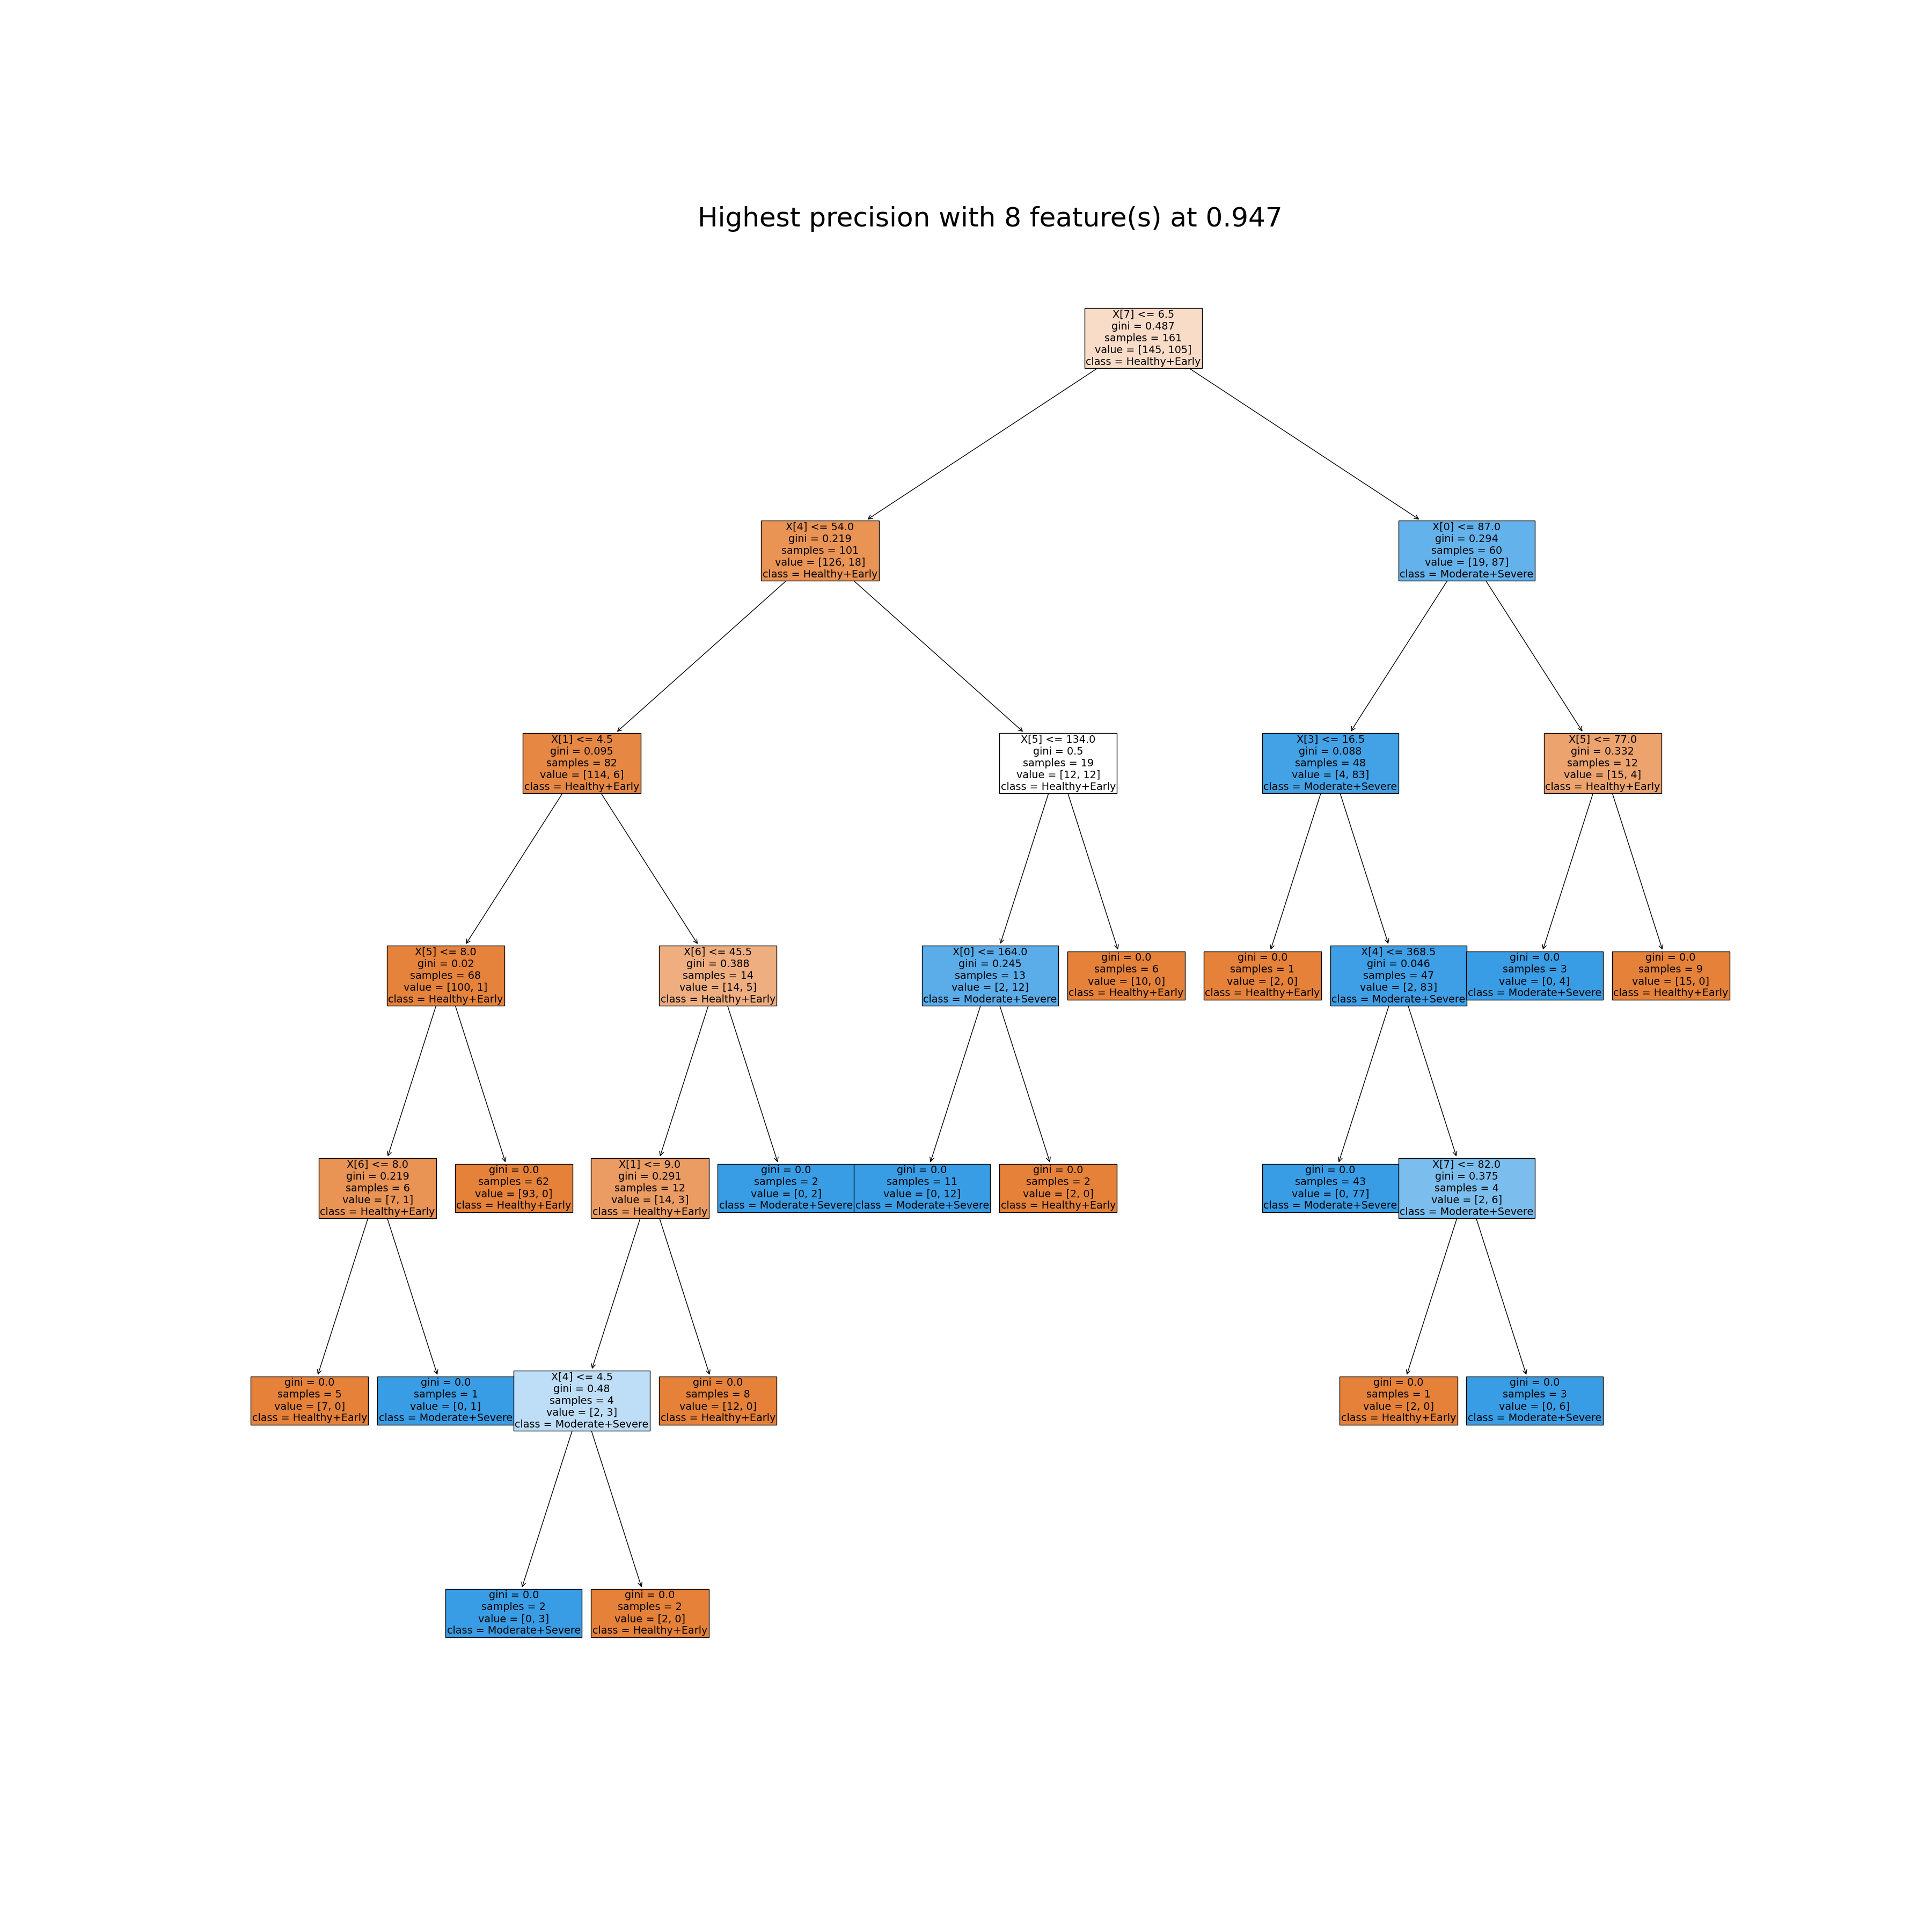 Highest precision with 8 feature(s) at 0.947
X[7] <= 6.5
gini = 0.487
samples = 161
value = [145, 105]
class = Healthy+Early
X[4] <= 54.0
gini = 0.219
samples = 101
value = [126, 18]
class = Healthy+Early
X[0] <= 87.0
gini = 0.294
samples = 60
value = [19, 87]
class = Moderate+Severe
X[1] <= 4.5
gini = 0.095
samples = 82
value = [114, 6]
class = Healthy+Early
X[5] <= 134.0
gini = 0.5
samples = 19
value = [12, 12]
class = Healthy+Early
X[3] <= 16.5
gini = 0.088
samples = 48
value = [4, 83]
class = Moderate+Severe
X[5] <= 77.0
gini = 0.332
samples = 12
value = [15, 4]
class = Healthy+Early
X[5] <= 8.0
gini = 0.02
samples = 68
value = [100, 1]
class = Healthy+Early
X[6] <= 45.5
gini = 0.388
samples = 14
value = [14, 5]
class = Healthy+Early
X[0] <= 164.0
gini = 0.245
samples = 13
value = [2, 12]
class = Moderate+Severe
gini = 0.0
samples = 6
value = [10, 0]
class = Healthy+Early
gini = 0.0
samples = 1
value = [2, 0]
class = Healthy+Early
X[4] <= 368.5
gini = 0.046
samples = 47
value = [2, 83]
class = Moderate+Severe
gini = 0.0
samples = 3
value = [0, 4]
class = Moderate+Severe
gini = 0.0
samples = 9
value = [15, 0]
class = Healthy+Early
X[6] <= 8.0
gini = 0.219
samples = 6
value = [7, 1]
class = Healthy+Early
gini = 0.0
samples = 62
value = [93, 0]
class = Healthy+Early
X[1] <= 9.0
gini = 0.291
samples = 12
value = [14, 3]
class = Healthy+Early
gini = 0.0
samples = 2
value = [0, 2]
class = Moderate+Severe
gini = 0.0
samples = 11
value = [0, 12]
class = Moderate+Severe
gini = 0.0
samples = 2
value = [2, 0]
class = Healthy+Early
gini = 0.0
samples = 43
value = [0, 77]
class = Moderate+Severe
X[7] <= 82.0
gini = 0.375
samples = 4
value = [2, 6]
class = Moderate+Severe
gini = 0.0
samples = 5
value = [7, 0]
class = Healthy+Early
gini = 0.0
samples = 1
value = [0, 1]
class = Moderate+Severe
X[4] <= 4.5
gini = 0.48
samples = 4
value = [2, 3]
class = Moderate+Severe
gini = 0.0
samples = 8
value = [12, 0]
class = Healthy+Early
gini = 0.0
samples = 1
value = [2, 0]
class = Healthy+Early
gini = 0.0
samples = 3
value = [0, 6]
class = Moderate+Severe
gini = 0.0
samples = 2
value = [0, 3]
class = Moderate+Severe
gini = 0.0
samples = 2
value = [2, 0]
class = Healthy+Early